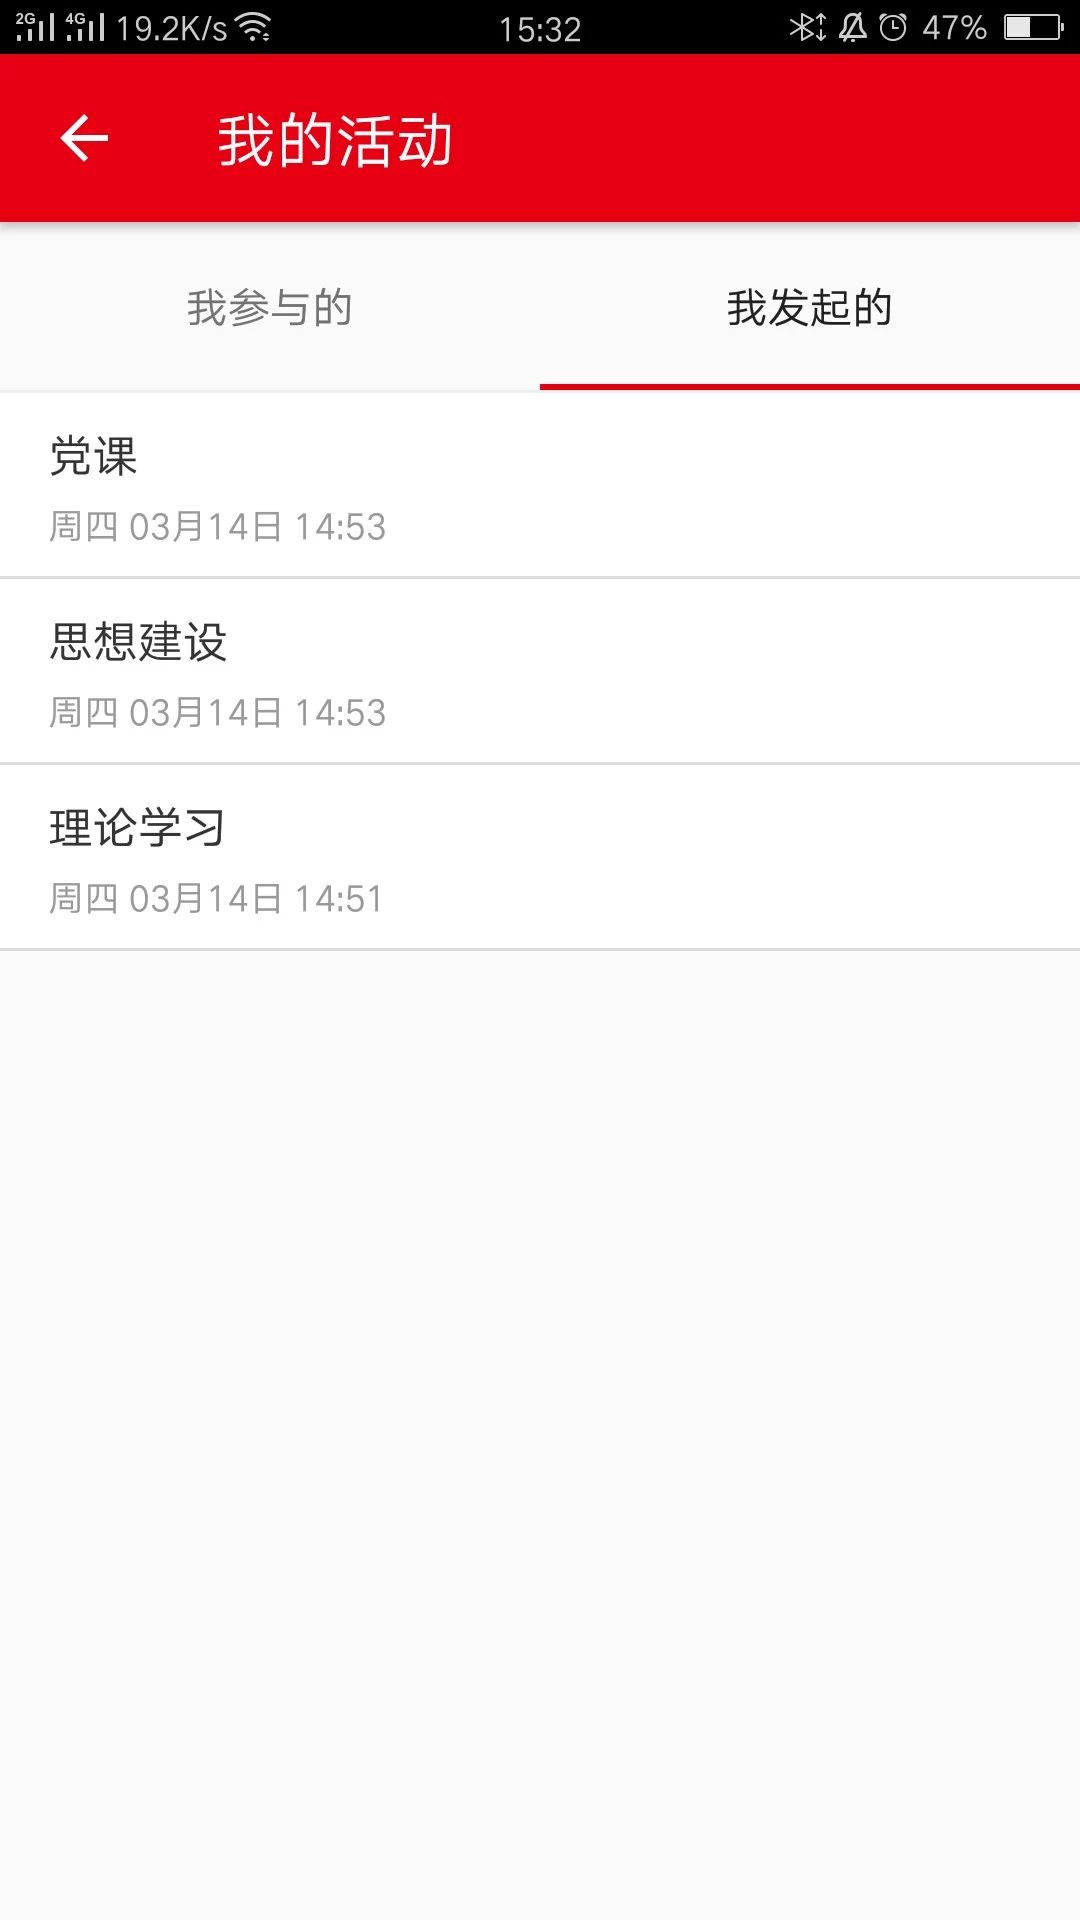 2G 4G 19.2K/s 15:32 47%
我的活动
我参与的 我发起的
党课
周四 03月14日 14:53
思想建设
周四 03月14日 14:53
理论学习
周四 03月14日 14:51